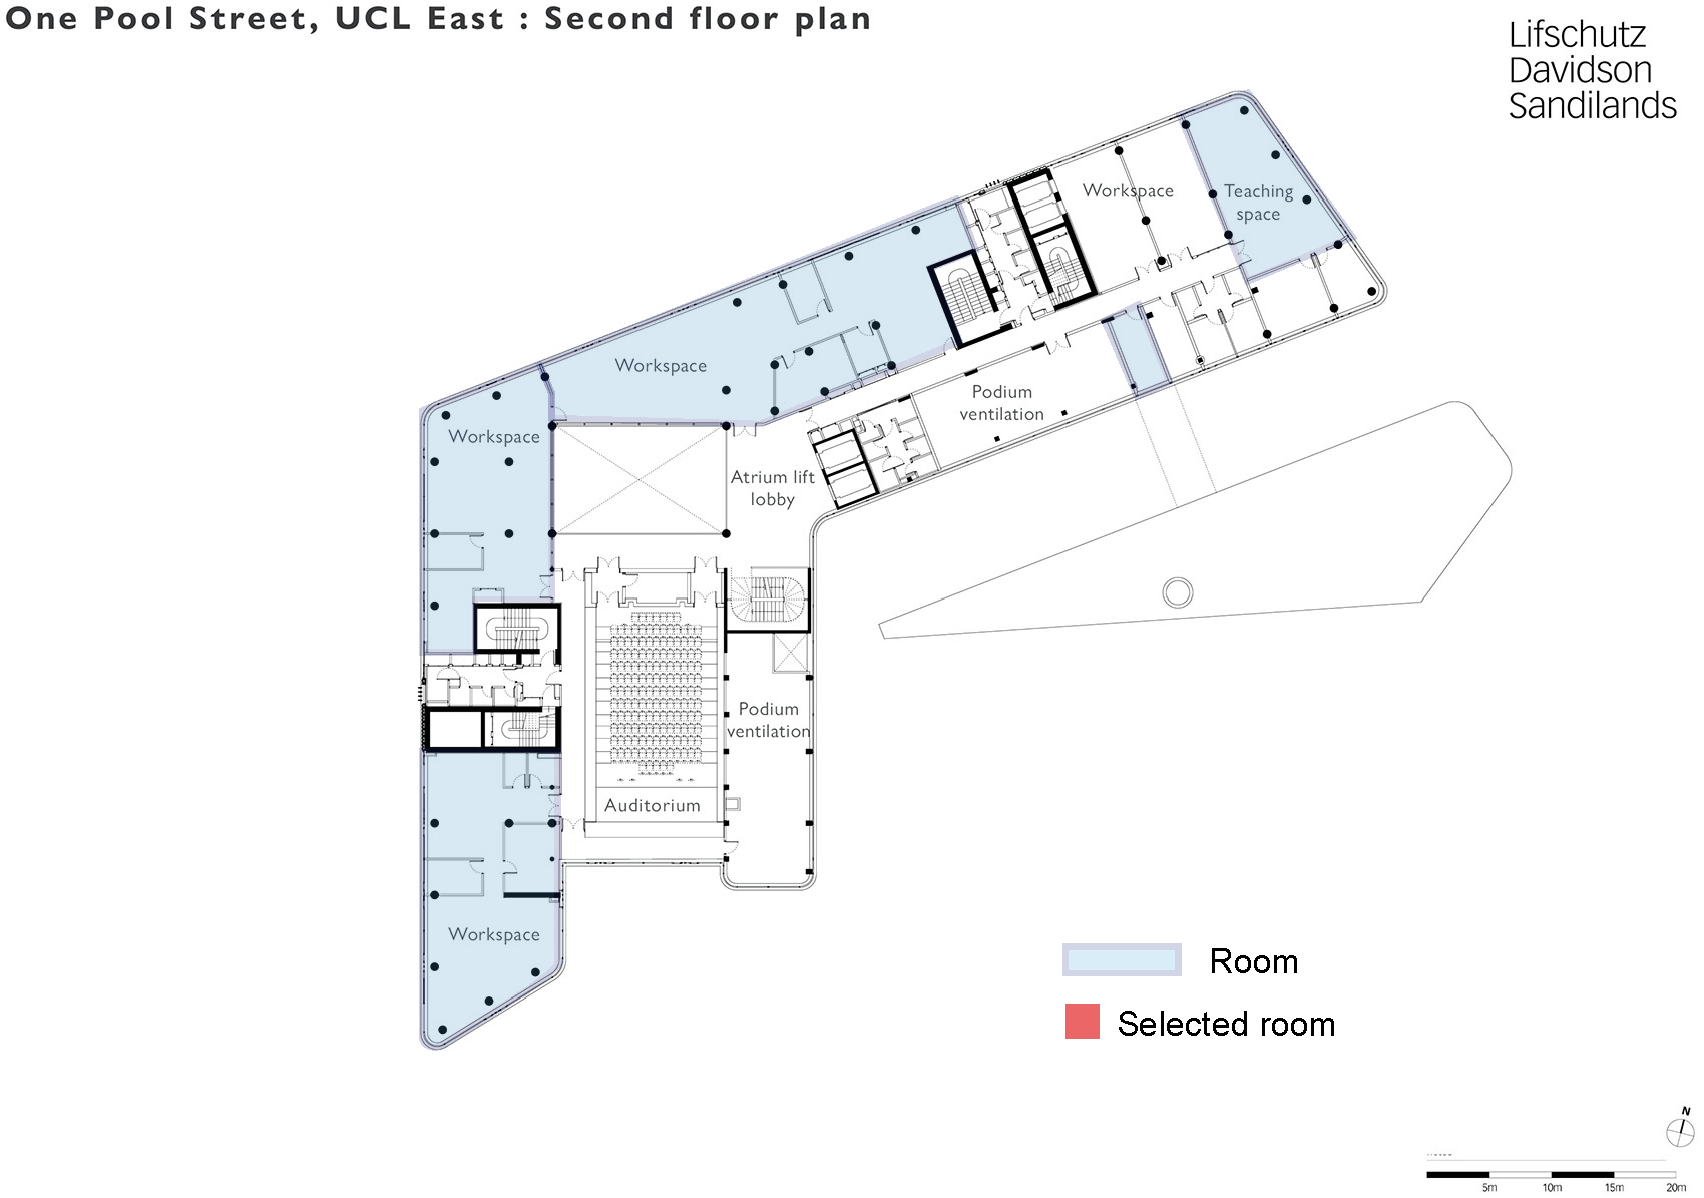 One Pool Street, UCL East : Second floor plan
Lifschutz
Davidson
Sandilands
Workspace
Teaching
space
Workspace
Podium
ventilation
Workspace
Atrium lift
lobby
Podium
ventilation
Auditorium
Workspace
Room
Selected room
N
5m
10m
15m
20m